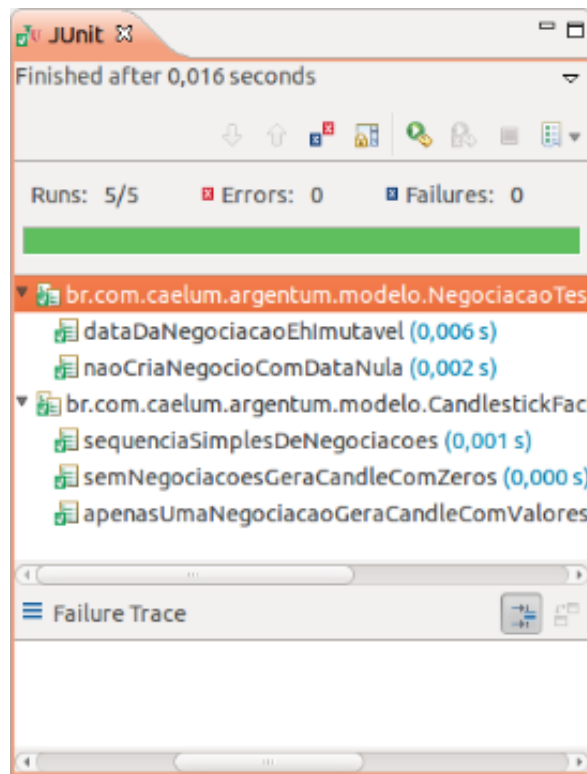 JUnit
Finished after 0,016 seconds
Runs: 5/5 Errors: 0 Failures: 0
br.com.caelum.argentum.modelo.NegociacaoTes
dataDaNegociacaoEhImutavel (0,006 s)
naoCriaNegocioComDataNula (0,002 s)
br.com.caelum.argentum.modelo.CandlestickFac
sequenciaSimplesDeNegociacoes (0,001 s)
semNegociacoesGeraCandleComZeros (0,000 s)
apenasUmaNegociacaoGeraCandleComValores
Failure Trace